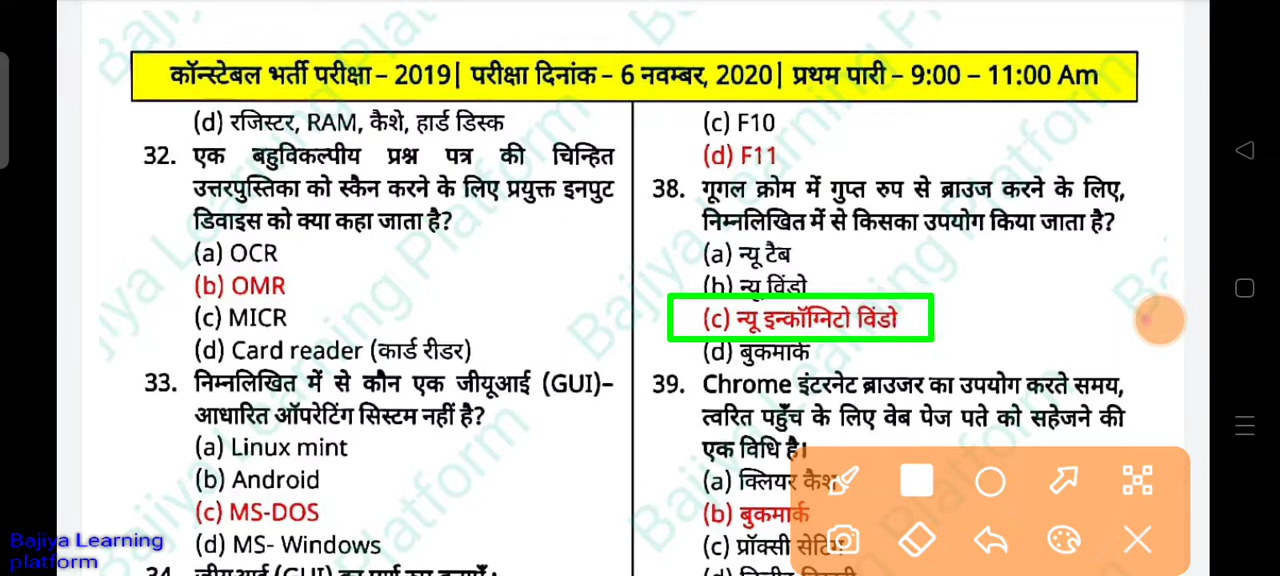 कॉन्स्टेबल भर्ती परीक्षा – 2019| परीक्षा दिनांक – 6 नवम्बर, 2020| प्रथम पारी – 9:00 – 11:00 Am
(d) रजिस्टर, RAM, कैशे, हार्ड डिस्क
32. एक बहुविकल्पीय प्रश्न पत्र की चिन्हित
उत्तरपुस्तिका को स्कैन करने के लिए प्रयुक्त इनपुट
डिवाइस को क्या कहा जाता है?
(a) OCR
(b) OMR
(c) MICR
(d) Card reader (कार्ड रीडर)
33. निम्नलिखित में से कौन एक जीयूआई (GUI)–
आधारित ऑपरेटिंग सिस्टम नहीं है?
(a) Linux mint
(b) Android
(c) MS-DOS
(d) MS- Windows
(c) F10
(d) F11
38. गूगल क्रोम में गुप्त रुप से ब्राउज करने के लिए,
निम्नलिखित में से किसका उपयोग किया जाता है?
(a) न्यू टैब
(b) न्यू विंडो
(c) न्यू इन्कॉग्निटो विंडो
(d) बुकमार्क
39. Chrome इंटरनेट ब्राउजर का उपयोग करते समय,
त्वरित पहुँच के लिए वेब पेज पते को सहेजने की
एक विधि है।
(a) क्लियर कैश
(b) बुकमार्क
(c) प्रॉक्सी सेटिंग
Bajiya Learning
platform